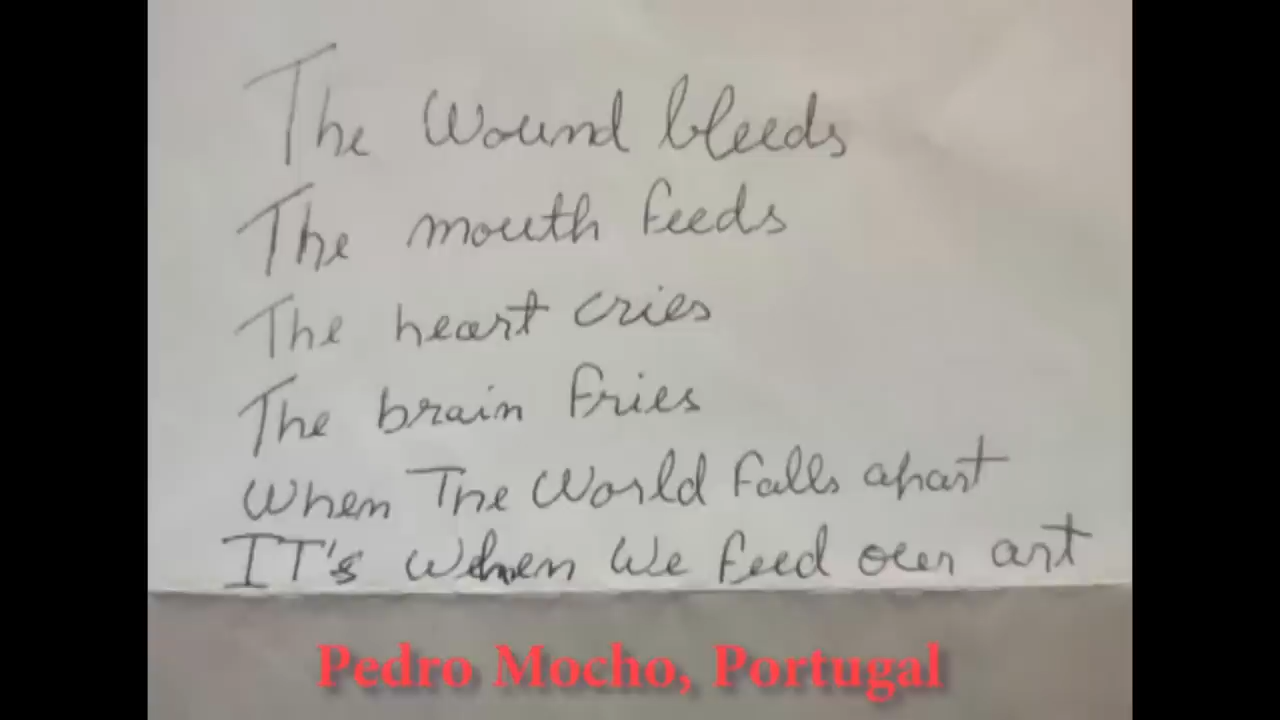 The Wound bleeds
The mouth feeds
The heart cries
The brain fries
When The World falls apart
IT's When We feed our art
Pedro Mocho, Portugal